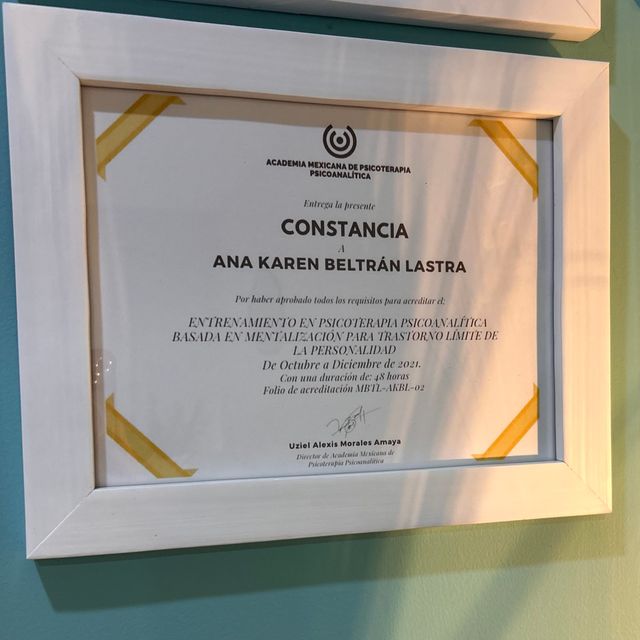 ACADEMIA MEXICANA DE PSICOTERAPIA
PSICOANALÍTICA
Entrega la presente
CONSTANCIA
A
ANA KAREN BELTRÁN LASTRA
Por haber aprobado todos los requisitos para acreditar el:
ENTRENAMIENTO EN PSICOTERAPIA PSICOANALÍTICA
BASADA EN MENTALIZACIÓN PARA TRASTORNO LÍMITE DE
LA PERSONALIDAD
De Octubre a Diciembre de 2021.
Con una duración de: 48 horas
Folio de acreditación MBTL-AKBL-02
Uziel Alexis Morales Amaya
Director de Academia Mexicana de
Psicoterapia Psicoanalítica